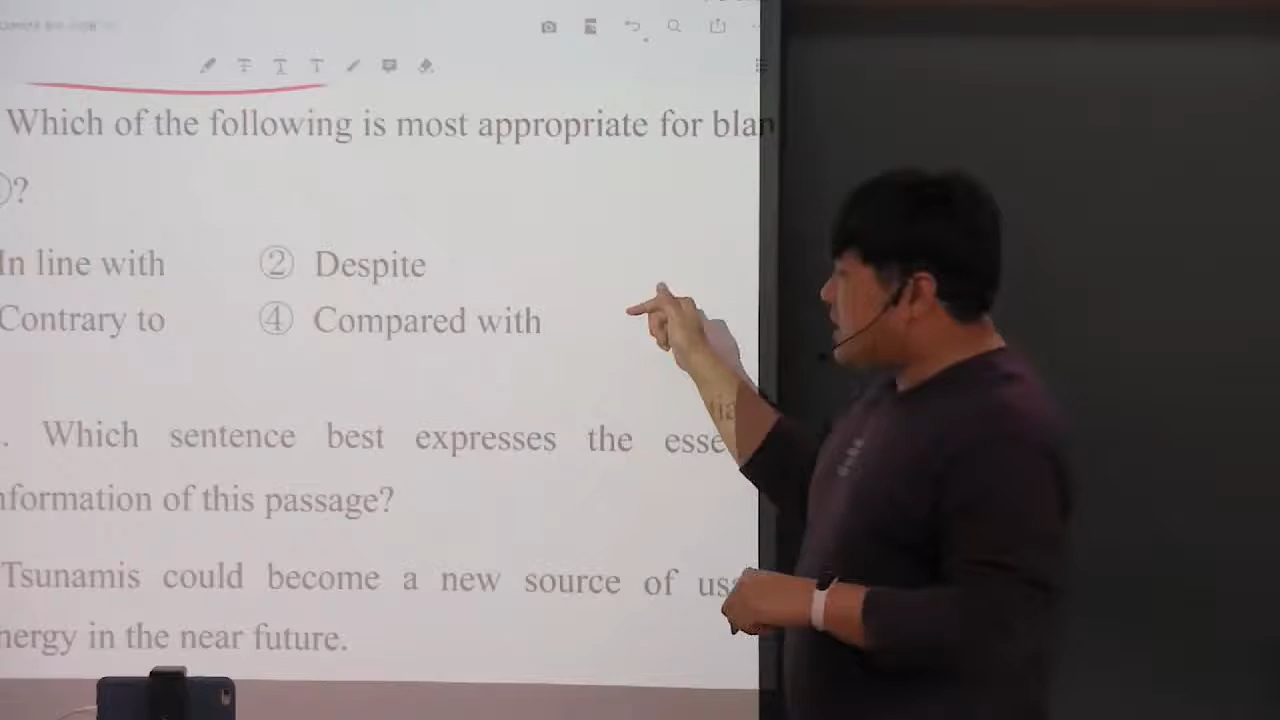 Which of the following is most appropriate for blan
?
In line with ② Despite
Contrary to ④ Compared with
. Which sentence best expresses the esse
nformation of this passage?
Tsunamis could become a new source of us
nergy in the near future.